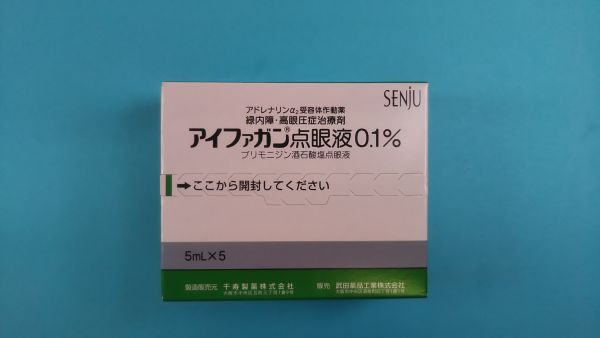 SENJU
アドレナリンα2受容体作動薬
緑内障・高眼圧症治療剤
アイファガン®点眼液0.1%
ブリモニジン酒石酸塩点眼液
→ここから開封してください
5mL×5
製造販売元 千寿製薬株式会社 販売 武田薬品工業株式会社